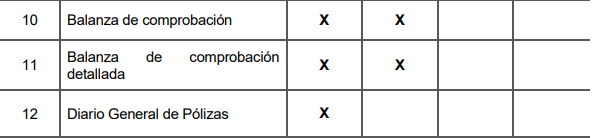 10 Balanza de comprobación X X
11 Balanza de comprobación
detallada X X
12 Diario General de Pólizas X